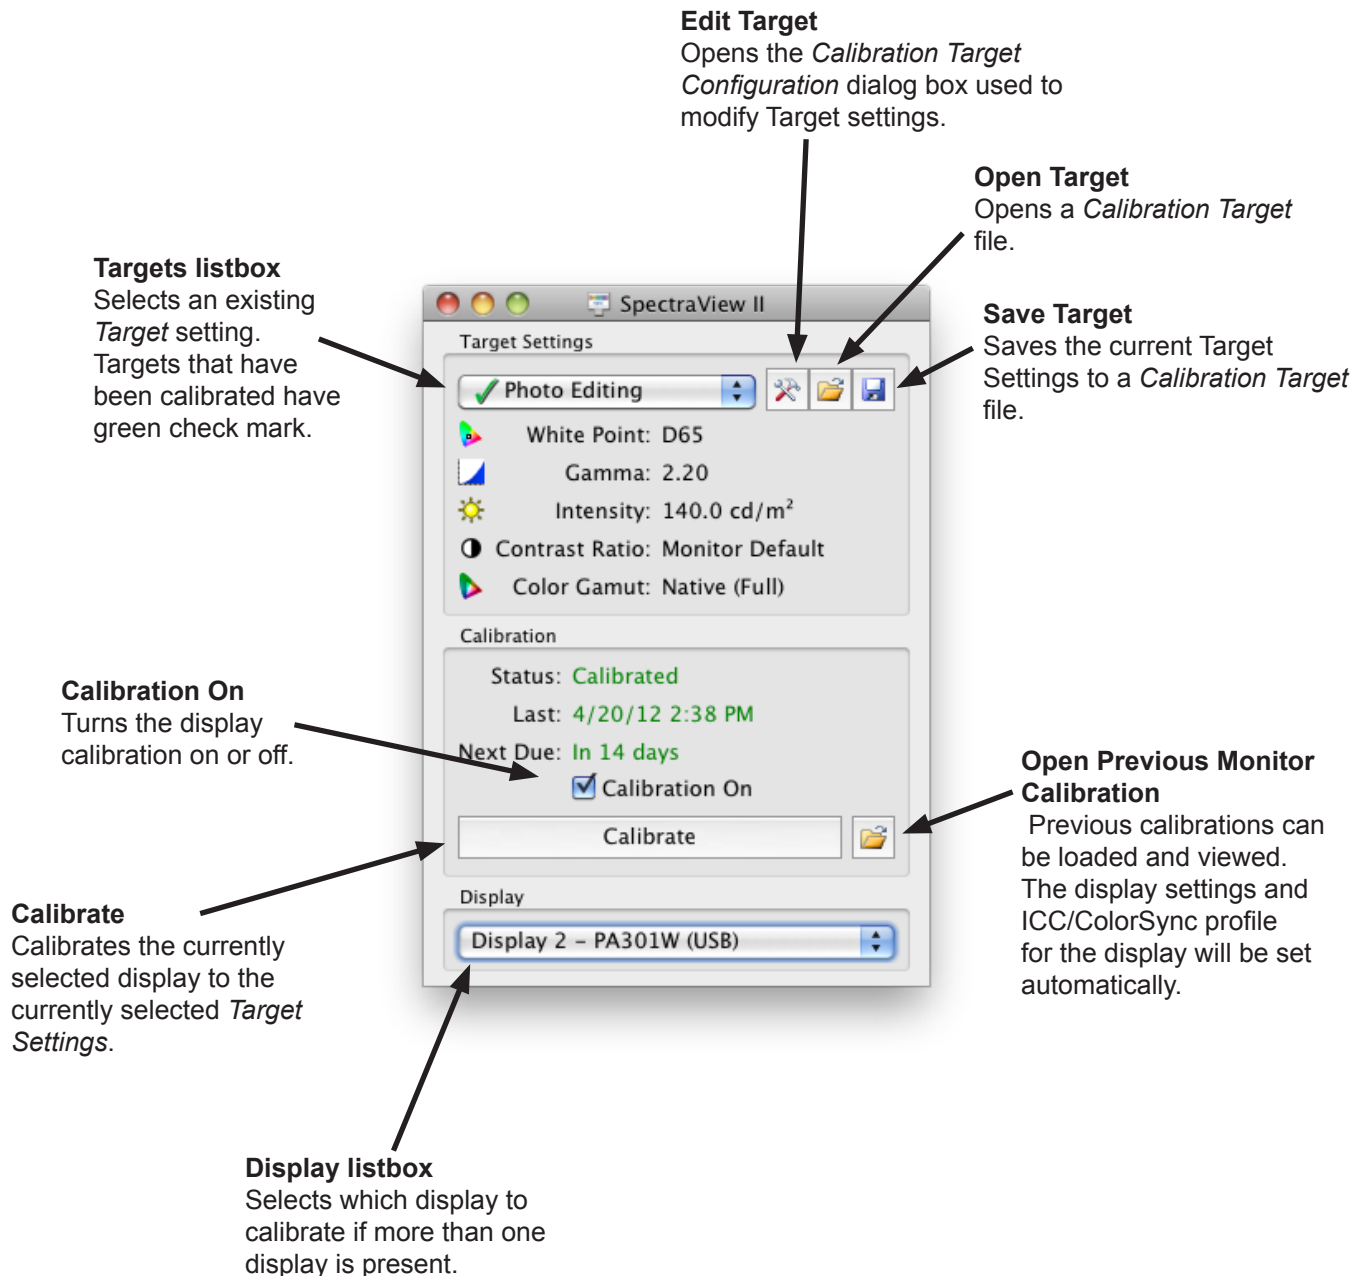 Edit Target
Opens the Calibration Target
Configuration dialog box used to
modify Target settings.
Open Target
Opens a Calibration Target
file.
Targets listbox
Selects an existing
Target setting.
Targets that have
been calibrated have
green check mark.
Save Target
Saves the current Target
Settings to a Calibration Target
file.
SpectraView II
Target Settings
Photo Editing
White Point: D65
Gamma: 2.20
Intensity: 140.0 cd/m²
Contrast Ratio: Monitor Default
Color Gamut: Native (Full)
Calibration
Status: Calibrated
Last: 4/20/12 2:38 PM
Next Due: In 14 days
Calibration On
Calibrate
Display
Display 2 – PA301W (USB)
Calibration On
Turns the display
calibration on or off.
Open Previous Monitor
Calibration
Previous calibrations can
be loaded and viewed.
The display settings and
ICC/ColorSync profile
for the display will be set
automatically.
Calibrate
Calibrates the currently
selected display to the
currently selected Target
Settings.
Display listbox
Selects which display to
calibrate if more than one
display is present.